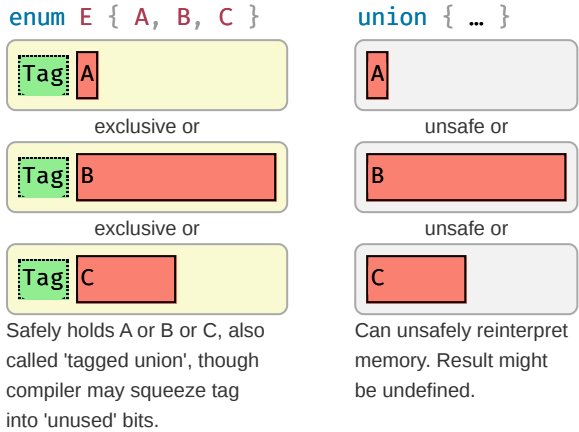 enum E { A, B, C }
Tag A
exclusive or
Tag B
exclusive or
Tag C
Safely holds A or B or C, also
called 'tagged union', though
compiler may squeeze tag
into 'unused' bits.
union { … }
A
unsafe or
B
unsafe or
C
Can unsafely reinterpret
memory. Result might
be undefined.